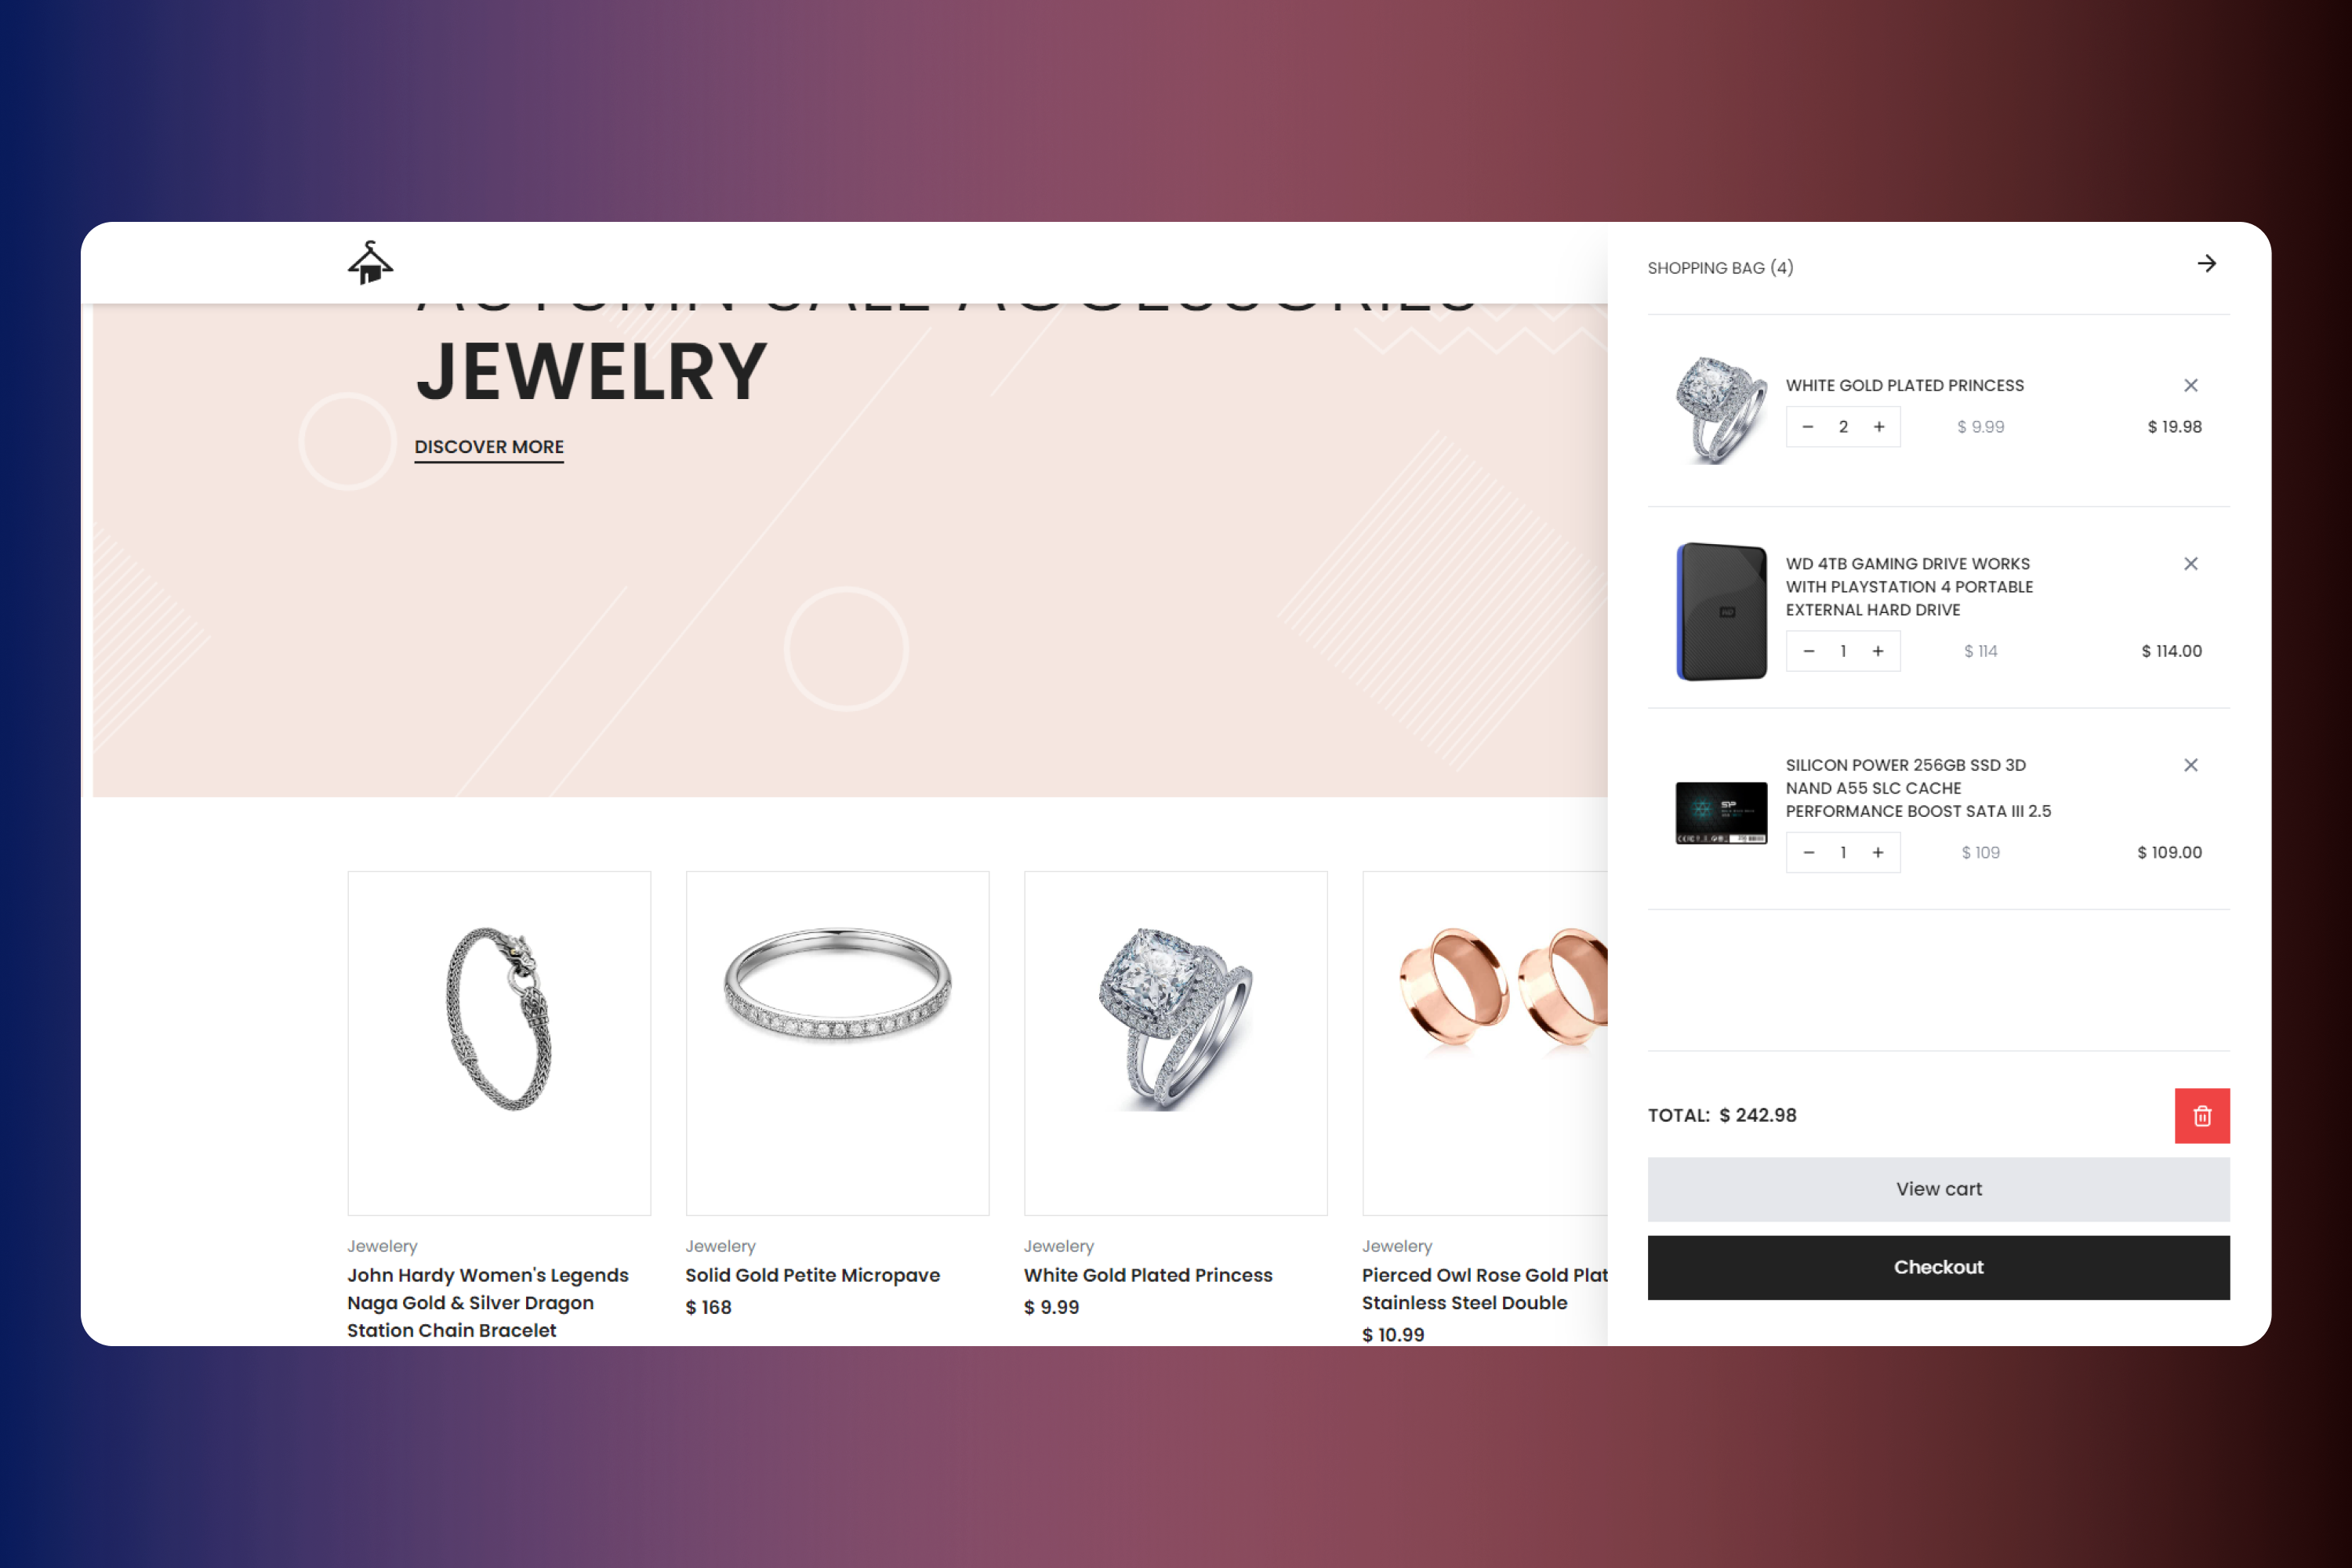 AUTUMN SALE ACCESSORIES
JEWELRY
DISCOVER MORE
Jewelery
John Hardy Women's Legends
Naga Gold & Silver Dragon
Station Chain Bracelet
Jewelery
Solid Gold Petite Micropave
$ 168
Jewelery
White Gold Plated Princess
$ 9.99
Jewelery
Pierced Owl Rose Gold Plat
Stainless Steel Double
$ 10.99
SHOPPING BAG (4)
WHITE GOLD PLATED PRINCESS
− 2 + $ 9.99 $ 19.98
WD 4TB GAMING DRIVE WORKS
WITH PLAYSTATION 4 PORTABLE
EXTERNAL HARD DRIVE
− 1 + $ 114 $ 114.00
SILICON POWER 256GB SSD 3D
NAND A55 SLC CACHE
PERFORMANCE BOOST SATA III 2.5
− 1 + $ 109 $ 109.00
TOTAL: $ 242.98
View cart
Checkout